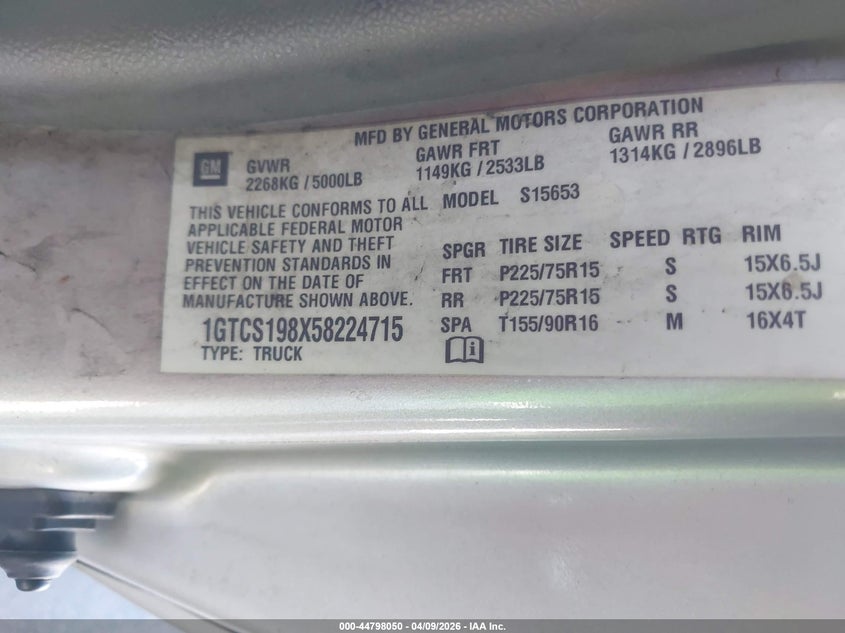 MFD BY GENERAL MOTORS CORPORATION
GM
GVWR GAWR FRT GAWR RR
2268KG / 5000LB 1149KG / 2533LB 1314KG / 2896LB
THIS VEHICLE CONFORMS TO ALL
APPLICABLE FEDERAL MOTOR
VEHICLE SAFETY AND THEFT
PREVENTION STANDARDS IN
EFFECT ON THE DATE OF
MANUFACTURE SHOWN ABOVE.
1GTCS198X58224715
TYPE: TRUCK
MODEL S15653
SPGR TIRE SIZE SPEED RTG RIM
FRT P225/75R15 S 15X6.5J
RR P225/75R15 S 15X6.5J
SPA T155/90R16 M 16X4T
000-44798050 - 04/09/2026 - IAA Inc.